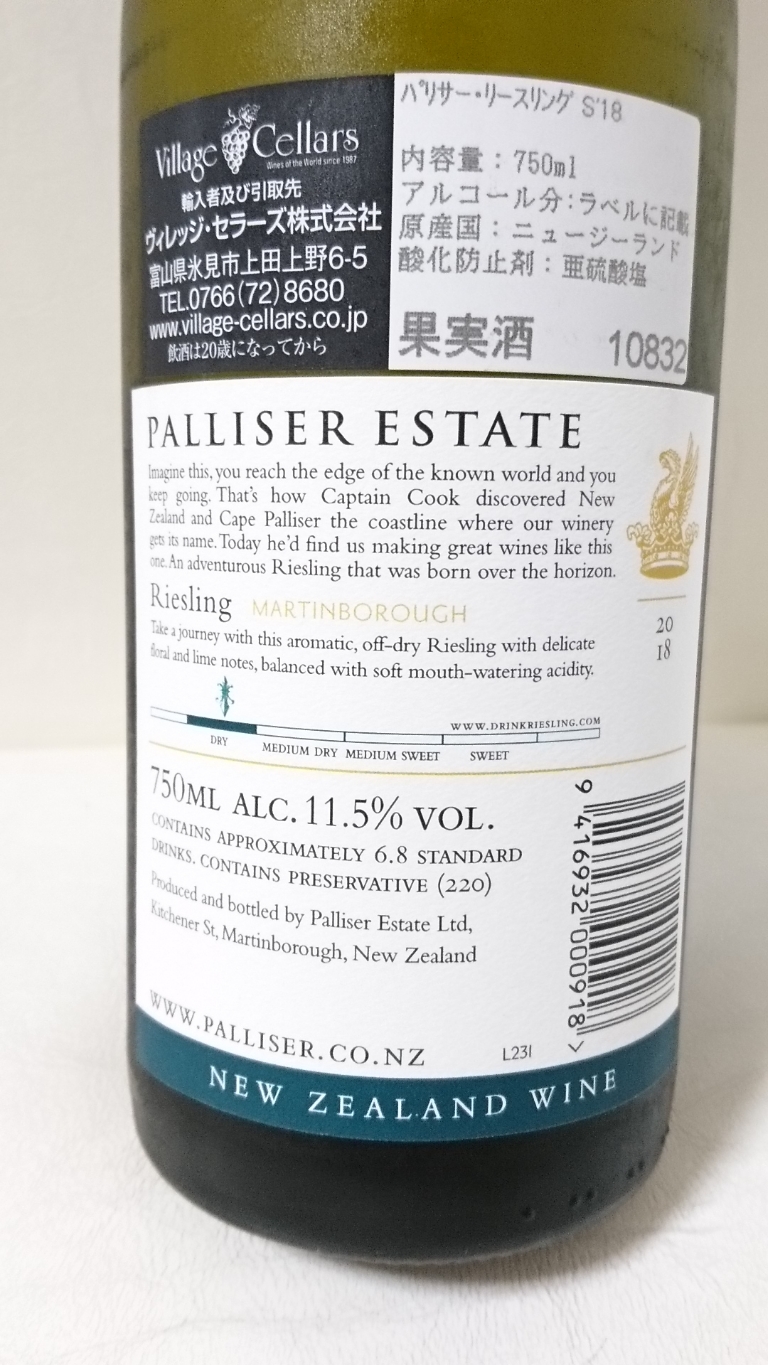 Village Cellars
Wines of the World since 1987
輸入者及び引取先
ヴィレッジ・セラーズ株式会社
富山県氷見市上田上野6-5
TEL.0766(72)8680
www.village-cellars.co.jp
飲酒は20歳になってから
パリサー・リースリング S'18
内容量:750ml
アルコール分:ラベルに記載
原産国:ニュージーランド
酸化防止剤:亜硫酸塩
果実酒 10832
PALLISER ESTATE
Imagine this, you reach the edge of the known world and you
keep going. That's how Captain Cook discovered New
Zealand and Cape Palliser the coastline where our winery
gets its name. Today he'd find us making great wines like this
one. An adventurous Riesling that was born over the horizon.
Riesling MARTINBOROUGH
Take a journey with this aromatic, off-dry Riesling with delicate
floral and lime notes, balanced with soft mouth-watering acidity.
20
18
WWW.DRINKRIESLING.COM
DRY MEDIUM DRY MEDIUM SWEET SWEET
750ML ALC. 11.5% VOL.
CONTAINS APPROXIMATELY 6.8 STANDARD
DRINKS. CONTAINS PRESERVATIVE (220)
Produced and bottled by Palliser Estate Ltd,
Kitchener St, Martinborough, New Zealand
WWW.PALLISER.CO.NZ
L231
9 416932 000918 >
NEW ZEALAND WINE